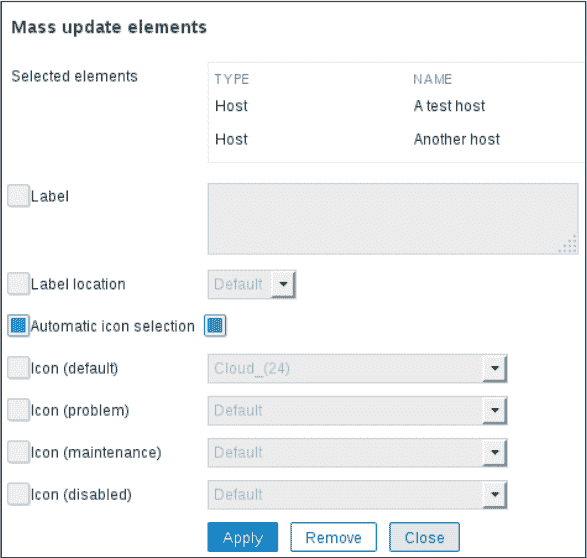 Mass update elements
Selected elements
TYPE NAME
Host A test host
Host Another host
Label
Label location Default
Automatic icon selection
Icon (default) Cloud_(24)
Icon (problem) Default
Icon (maintenance) Default
Icon (disabled) Default
Apply Remove Close